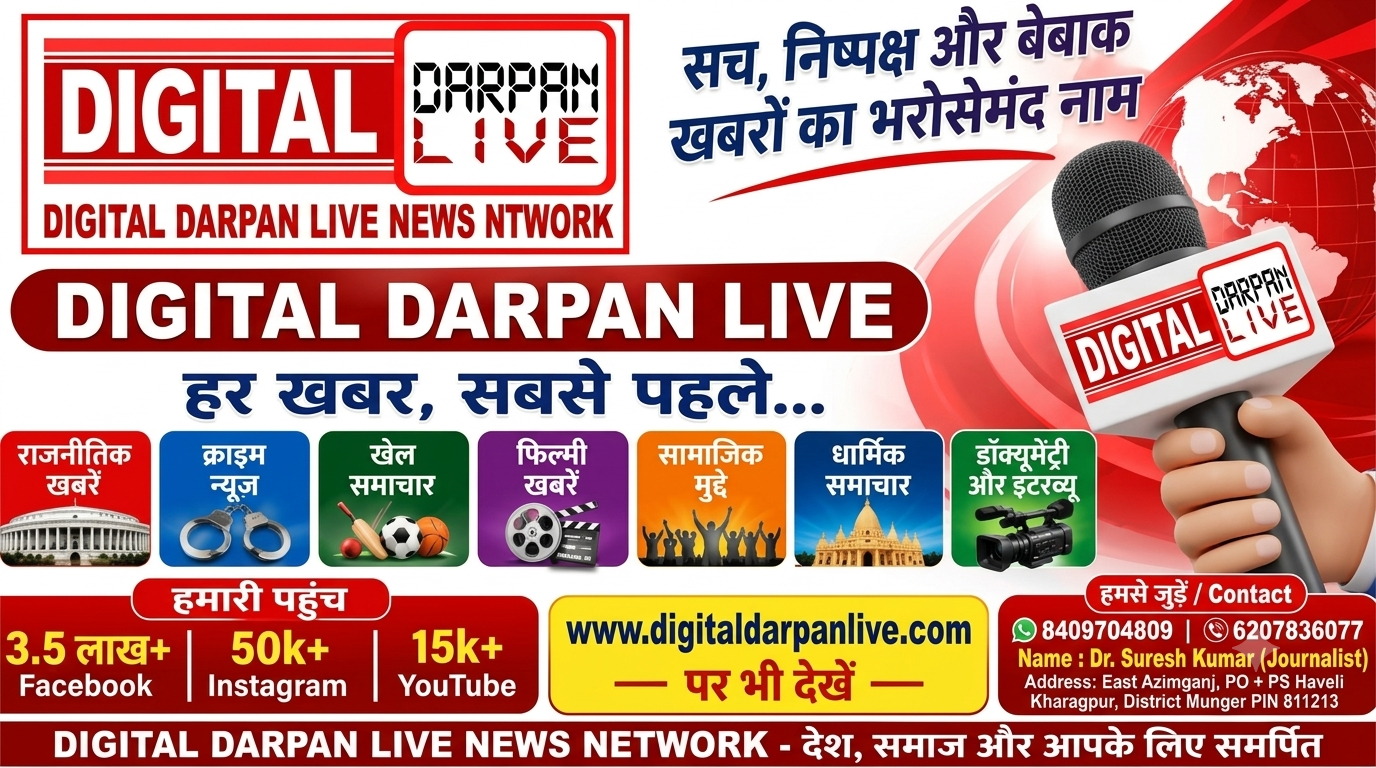 DIGITAL
DARPAN
LIVE
DIGITAL DARPAN LIVE NEWS NTWORK
सच, निष्पक्ष और बेबाक
खबरों का भरोसेमंद नाम
DIGITAL
DARPAN
LIVE
DIGITAL DARPAN LIVE
हर खबर, सबसे पहले...
राजनीतिक
खबरें
क्राइम
न्यूज़
खेल
समाचार
फिल्मी
खबरें
सामाजिक
मुद्दे
धार्मिक
समाचार
डॉक्यूमेंट्री
और इंटरव्यू
हमारी पहुंच
3.5 लाख+
Facebook
50k+
Instagram
15k+
YouTube
www.digitaldarpanlive.com
— पर भी देखें —
हमसे जुड़ें / Contact
8409704809 | 6207836077
Name : Dr. Suresh Kumar (Journalist)
Address: East Azimganj, PO + PS Haveli
Kharagpur, District Munger PIN 811213
DIGITAL DARPAN LIVE NEWS NETWORK - देश, समाज और आपके लिए समर्पित